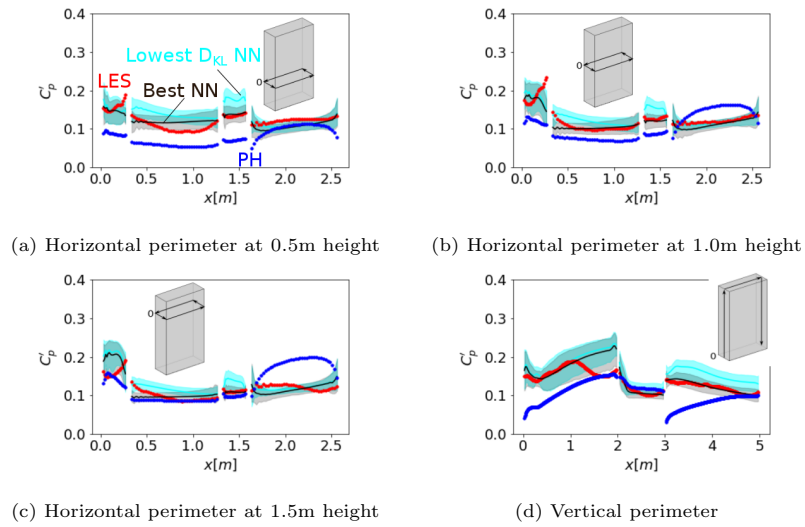 0.4
0.3
0.2
0.1
0.0
C'p
Lowest DKL NN
LES
Best NN
PH
0
0.0 0.5 1.0 1.5 2.0 2.5
x[m]
(a) Horizontal perimeter at 0.5m height
0.4
0.3
0.2
0.1
0.0
C'p
0
0.0 0.5 1.0 1.5 2.0 2.5
x[m]
(b) Horizontal perimeter at 1.0m height
0.4
0.3
0.2
0.1
0.0
C'p
0
0.0 0.5 1.0 1.5 2.0 2.5
x[m]
(c) Horizontal perimeter at 1.5m height
0.4
0.3
0.2
0.1
0.0
C'p
0
0 1 2 3 4 5
x[m]
(d) Vertical perimeter